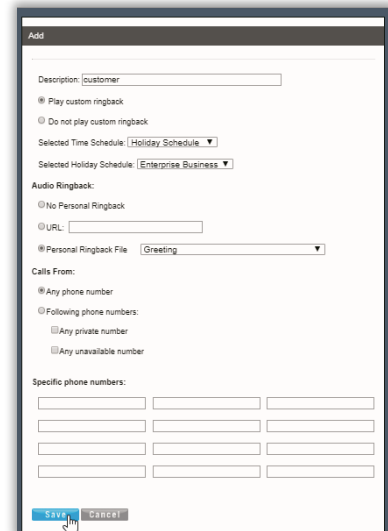 Add
Description: customer
Play custom ringback
Do not play custom ringback
Selected Time Schedule: Holiday Schedule ▼
Selected Holiday Schedule: Enterprise Business ▼
Audio Ringback:
No Personal Ringback
URL:
Personal Ringback File Greeting ▼
Calls From:
Any phone number
Following phone numbers:
Any private number
Any unavailable number
Specific phone numbers:
Save Cancel